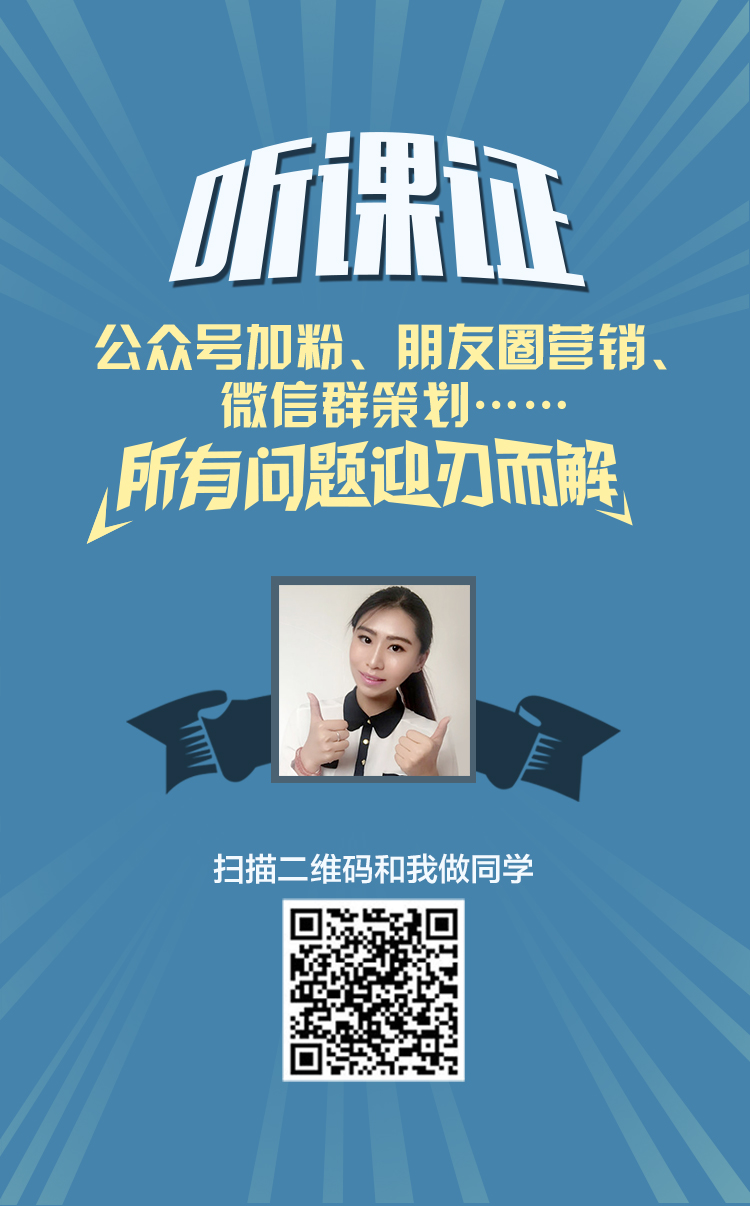 听课证
公众号加粉、朋友圈营销、
微信群策划……
所有问题迎刃而解
扫描二维码和我做同学